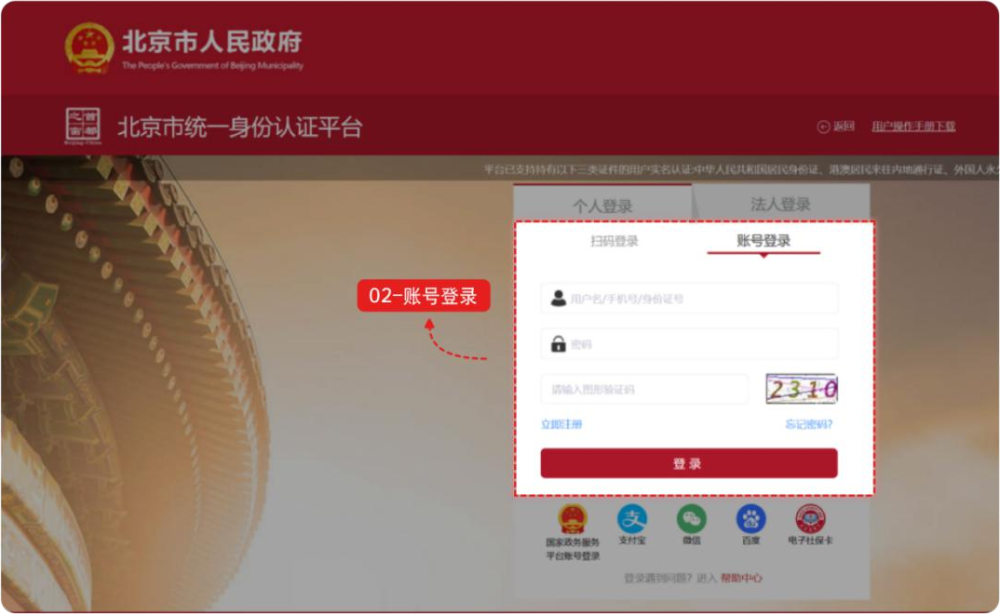 北京市人民政府
The People's Government of Beijing Municipality
首都之窗
Beijing-China
北京市统一身份认证平台
返回 用户操作手册下载
平台已支持持有以下三类证件的用户实名认证:中华人民共和国居民身份证、港澳居民来往内地通行证、外国人永
个人登录 法人登录
扫码登录 账号登录
02-账号登录
用户名/手机号/身份证号
密码
请输入图形验证码 2310
立即注册 忘记密码?
登录
国家政务服务平台账号登录 支付宝 微信 百度 电子社保卡
登录遇到问题? 进入 帮助中心